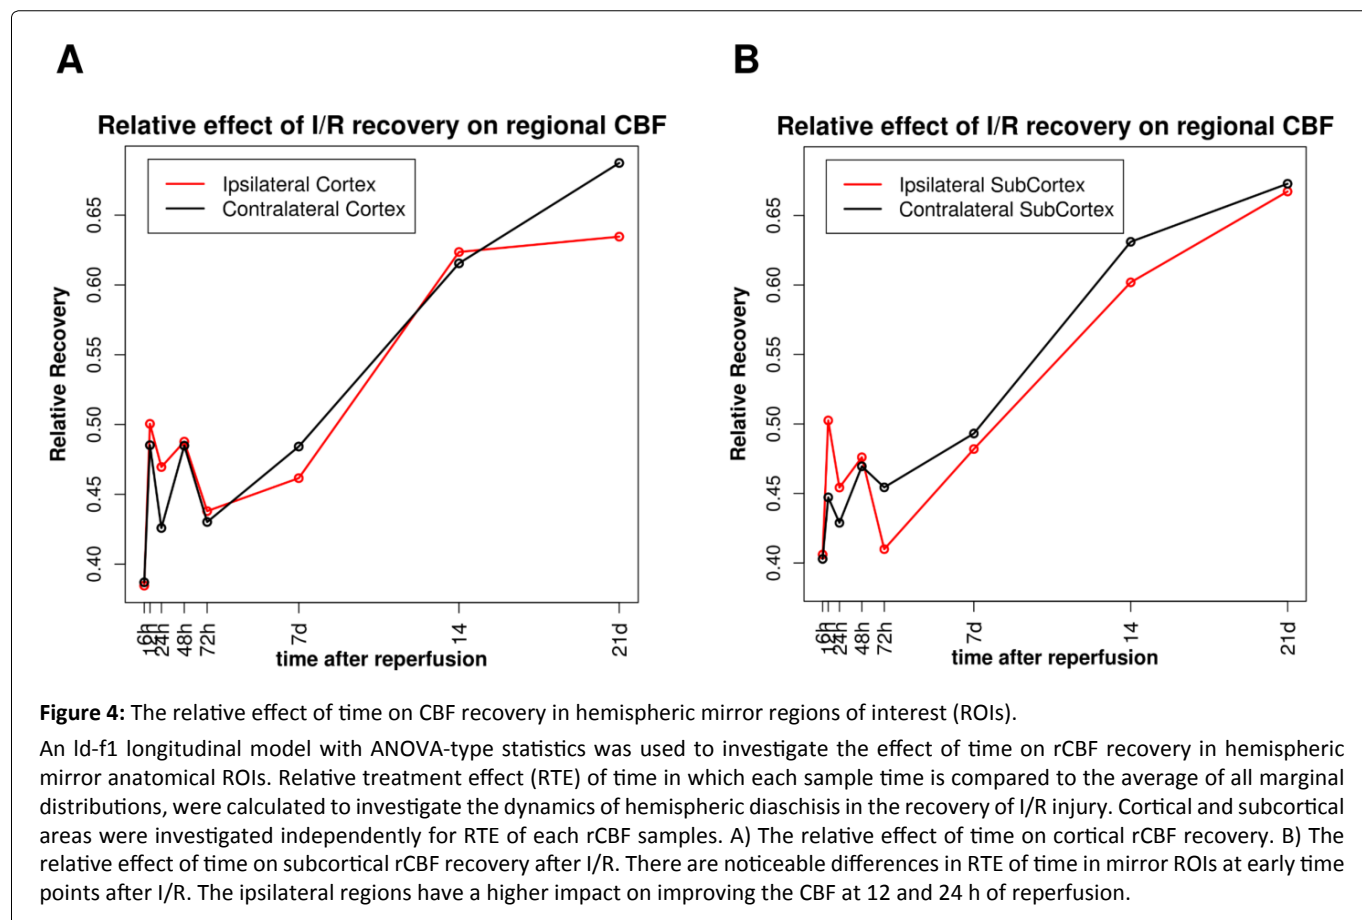 A
Relative effect of I/R recovery on regional CBF
Ipsilateral Cortex
Contralateral Cortex
Relative Recovery
0.65
0.60
0.55
0.50
0.45
0.40
6h
12h
24h
48h
72h
7d
14
21d
time after reperfusion
B
Relative effect of I/R recovery on regional CBF
Ipsilateral SubCortex
Contralateral SubCortex
Relative Recovery
0.65
0.60
0.55
0.50
0.45
0.40
6h
12h
24h
48h
72h
7d
14
21d
time after reperfusion
Figure 4: The relative effect of time on CBF recovery in hemispheric mirror regions of interest (ROIs).
An ld-f1 longitudinal model with ANOVA-type statistics was used to investigate the effect of time on rCBF recovery in hemispheric
mirror anatomical ROIs. Relative treatment effect (RTE) of time in which each sample time is compared to the average of all marginal
distributions, were calculated to investigate the dynamics of hemispheric diaschisis in the recovery of I/R injury. Cortical and subcortical
areas were investigated independently for RTE of each rCBF samples. A) The relative effect of time on cortical rCBF recovery. B) The
relative effect of time on subcortical rCBF recovery after I/R. There are noticeable differences in RTE of time in mirror ROIs at early time
points after I/R. The ipsilateral regions have a higher impact on improving the CBF at 12 and 24 h of reperfusion.